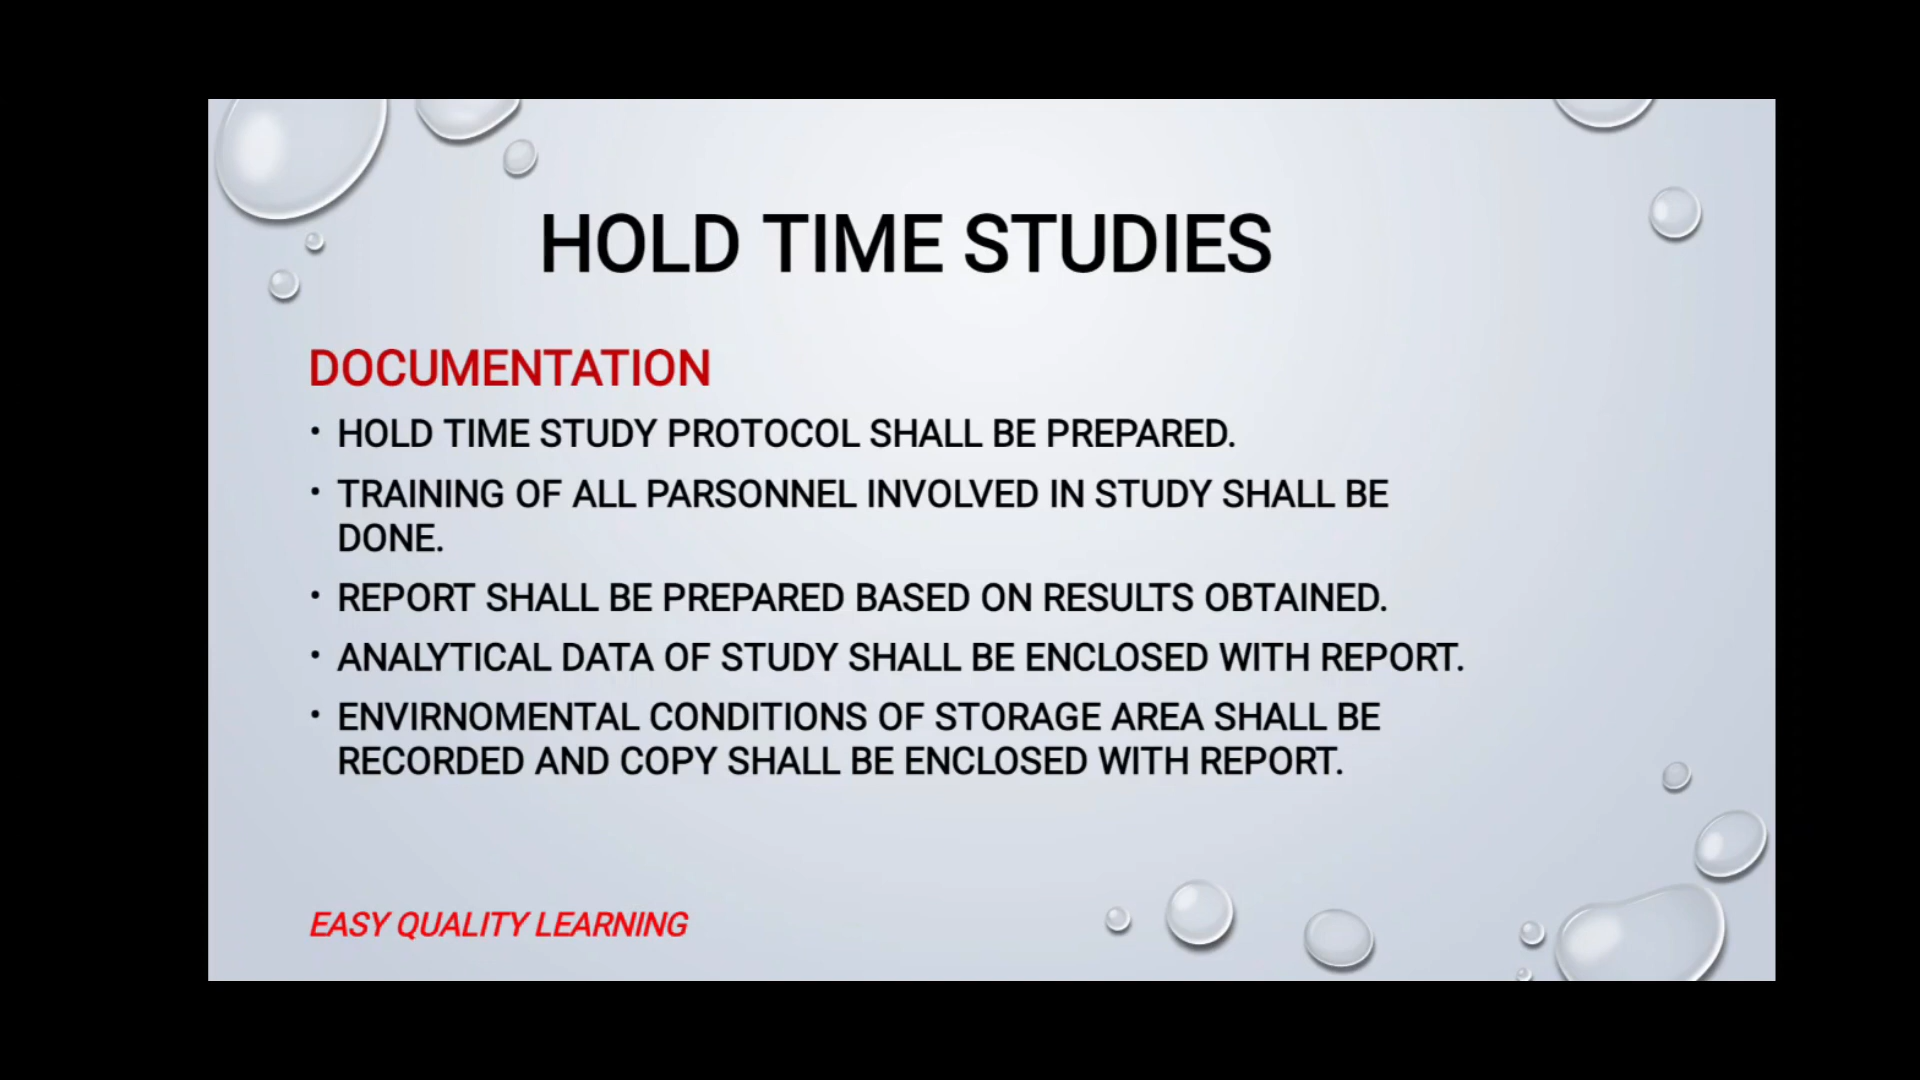 HOLD TIME STUDIES
DOCUMENTATION
• HOLD TIME STUDY PROTOCOL SHALL BE PREPARED.
• TRAINING OF ALL PARSONNEL INVOLVED IN STUDY SHALL BE
DONE.
• REPORT SHALL BE PREPARED BASED ON RESULTS OBTAINED.
• ANALYTICAL DATA OF STUDY SHALL BE ENCLOSED WITH REPORT.
• ENVIRNOMENTAL CONDITIONS OF STORAGE AREA SHALL BE
RECORDED AND COPY SHALL BE ENCLOSED WITH REPORT.
EASY QUALITY LEARNING